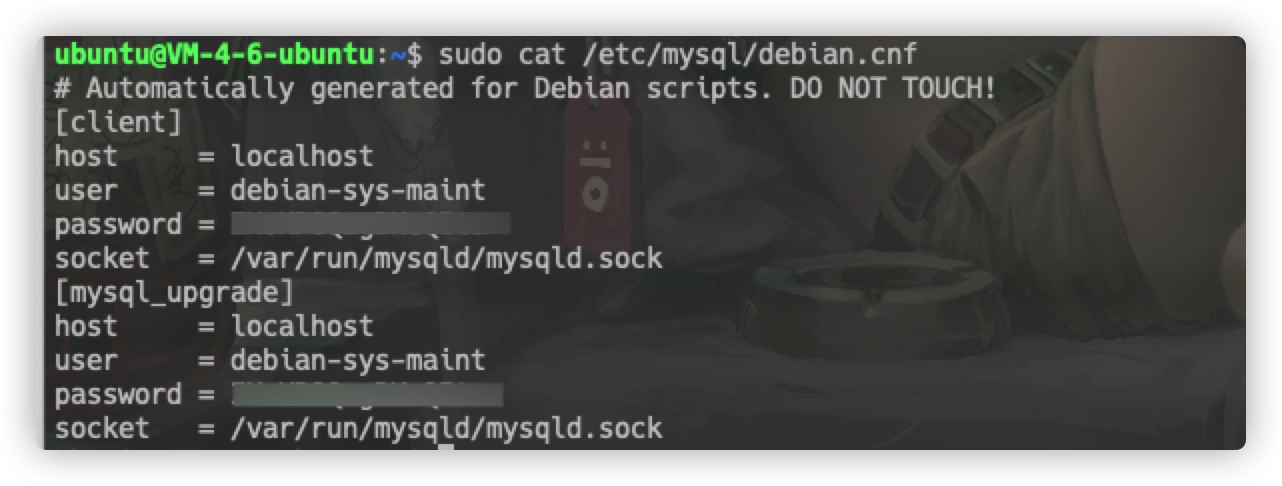 ubuntu@VM-4-6-ubuntu:~$ sudo cat /etc/mysql/debian.cnf
# Automatically generated for Debian scripts. DO NOT TOUCH!
[client]
host     = localhost
user     = debian-sys-maint
password =
socket   = /var/run/mysqld/mysqld.sock
[mysql_upgrade]
host     = localhost
user     = debian-sys-maint
password =
socket   = /var/run/mysqld/mysqld.sock